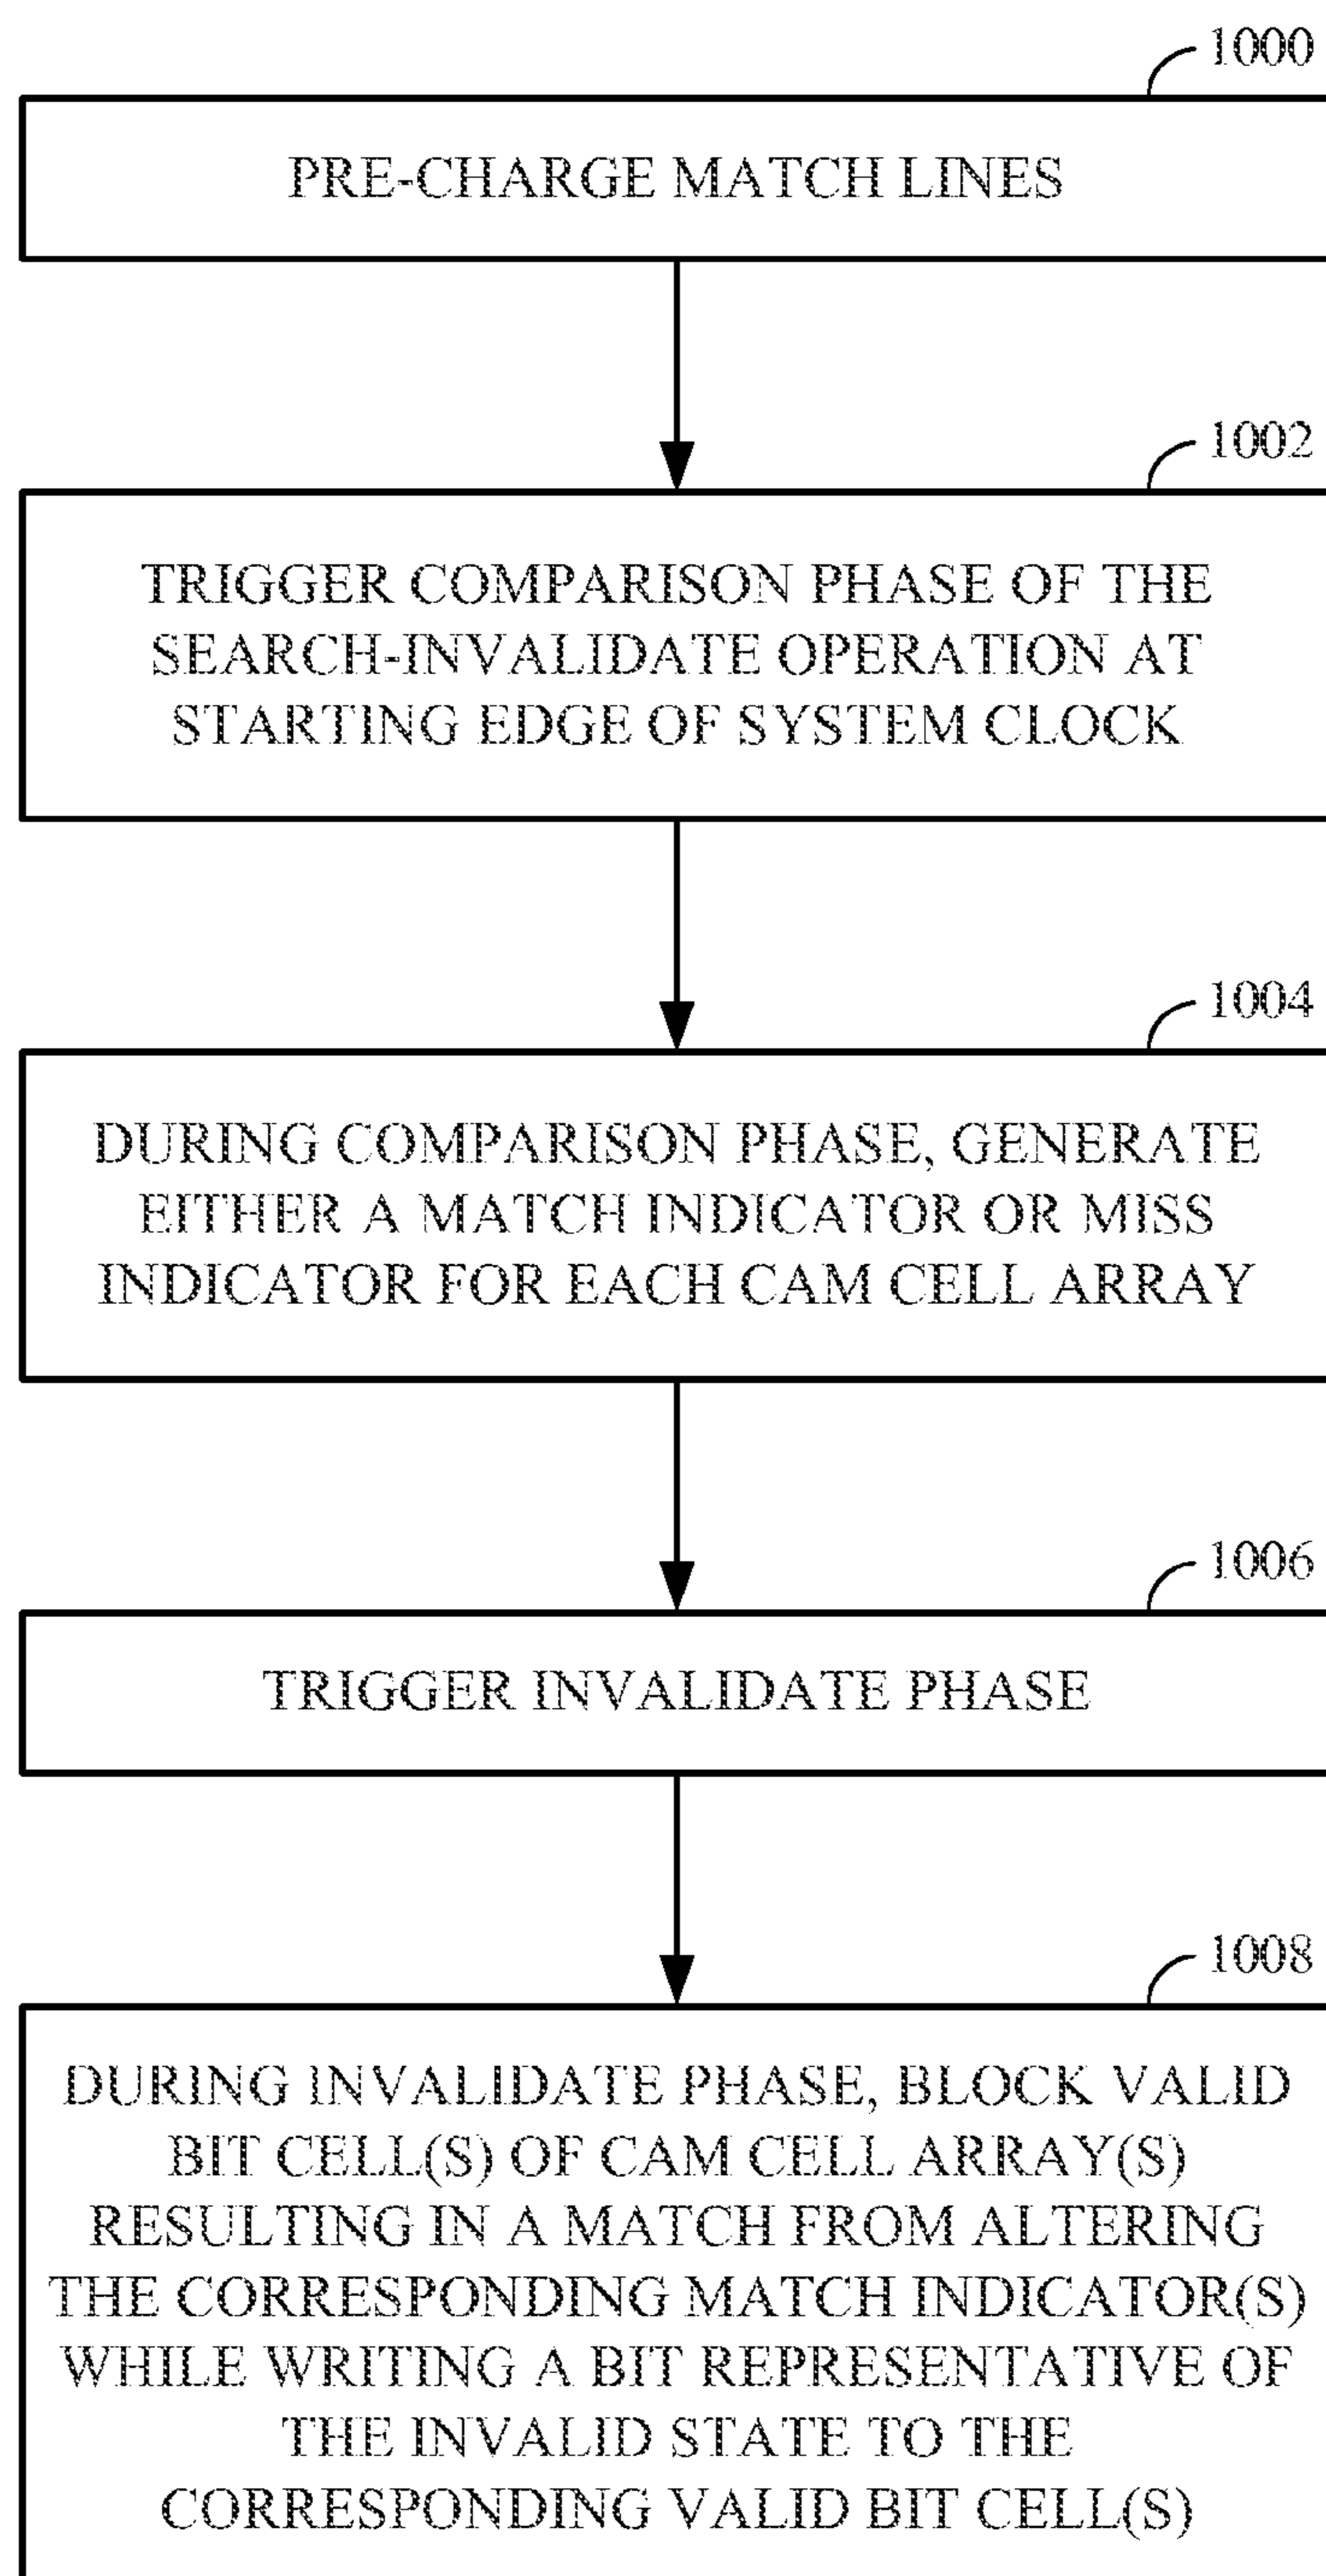 1000
PRE-CHARGE MATCH LINES
1002
TRIGGER COMPARISON PHASE OF THE
SEARCH-INVALIDATE OPERATION AT
STARTING EDGE OF SYSTEM CLOCK
1004
DURING COMPARISON PHASE, GENERATE
EITHER A MATCH INDICATOR OR MISS
INDICATOR FOR EACH CAM CELL ARRAY
1006
TRIGGER INVALIDATE PHASE
1008
DURING INVALIDATE PHASE, BLOCK VALID
BIT CELL(S) OF CAM CELL ARRAY(S)
RESULTING IN A MATCH FROM ALTERING
THE CORRESPONDING MATCH INDICATOR(S)
WHILE WRITING A BIT REPRESENTATIVE OF
THE INVALID STATE TO THE
CORRESPONDING VALID BIT CELL(S)